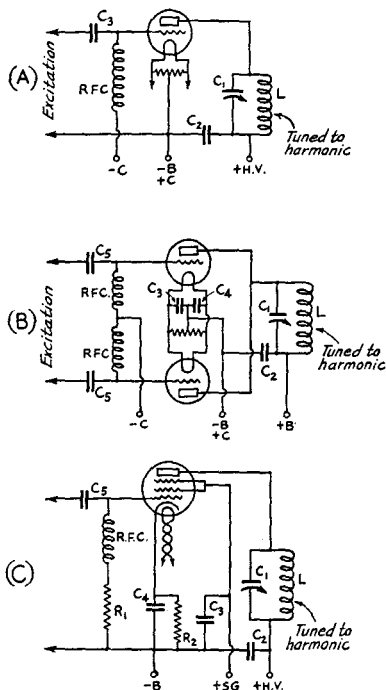 (A)
Excitation
C3
RFC
C1
L
C2
Tuned to
harmonic
-C
-B
+C
+H.V.
(B)
Excitation
C5
RFC.
C3
C4
C1
L
RFC
C2
Tuned to
harmonic
C5
-C
-B
+C
+B
(C)
C5
R.F.C.
C4
R1
R2
C3
C1
L
C2
Tuned to
harmonic
-B
+SG
+H.V.